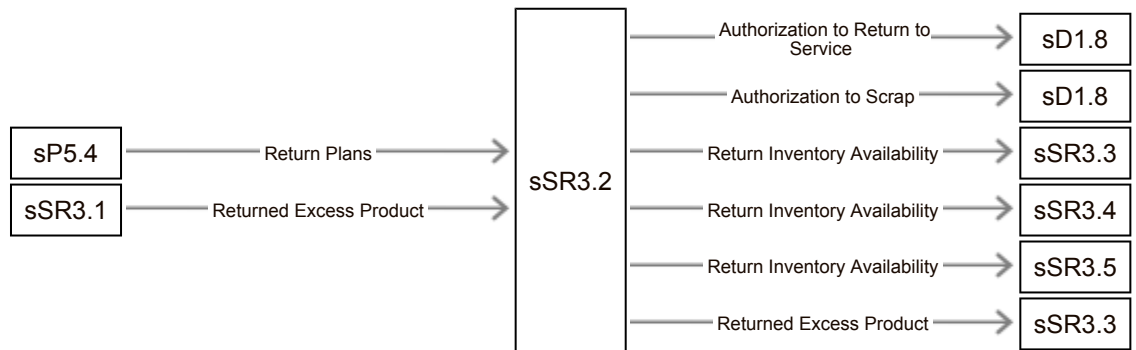 Authorization to Return to
Service
sD1.8
Authorization to Scrap
sD1.8
sP5.4
Return Plans
sSR3.2
Return Inventory Availability
sSR3.3
sSR3.1
Returned Excess Product
Return Inventory Availability
sSR3.4
Return Inventory Availability
sSR3.5
Returned Excess Product
sSR3.3